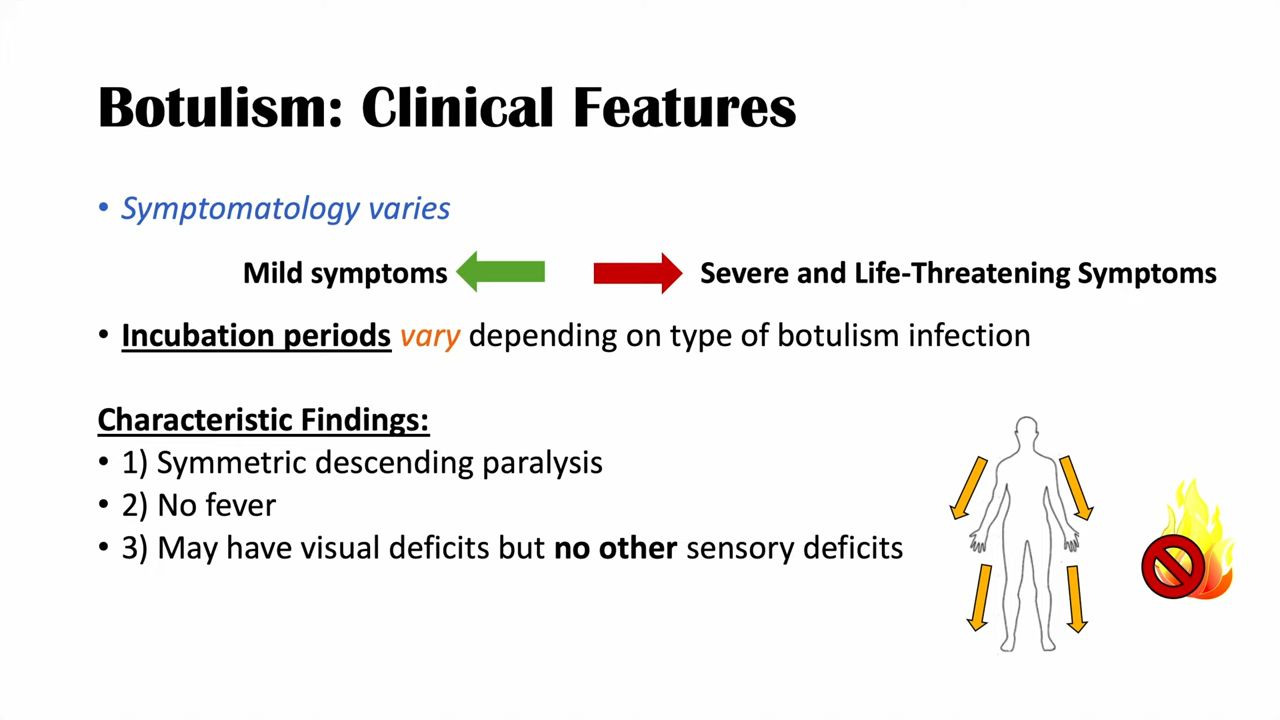 Botulism: Clinical Features
• Symptomatology varies
Mild symptoms Severe and Life-Threatening Symptoms
• Incubation periods vary depending on type of botulism infection
Characteristic Findings:
• 1) Symmetric descending paralysis
• 2) No fever
• 3) May have visual deficits but no other sensory deficits